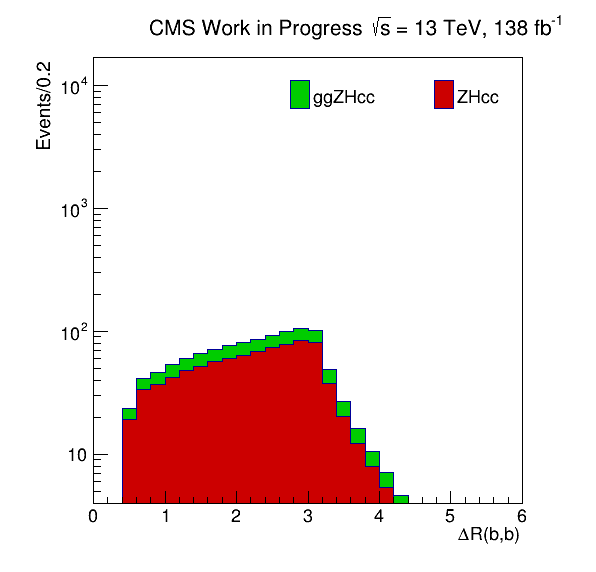 CMS Work in Progress √s = 13 TeV, 138 fb⁻¹
Events/0.2
ggZHcc ZHcc
10⁴
10³
10²
10
0 1 2 3 4 5 6
ΔR(b,b)